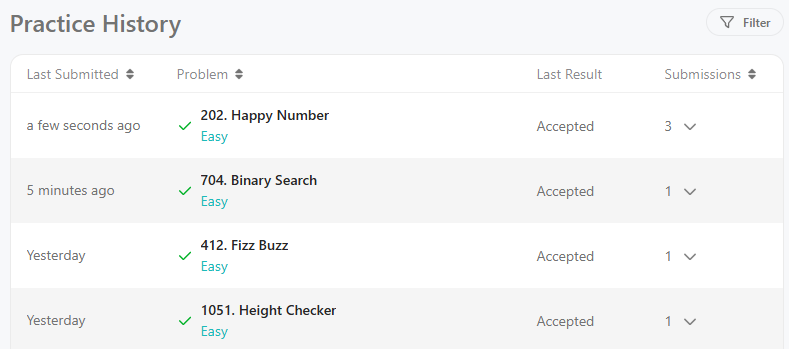 Practice History
Filter
Last Submitted Problem Last Result Submissions
a few seconds ago 202. Happy Number Accepted 3
Easy
5 minutes ago 704. Binary Search Accepted 1
Easy
Yesterday 412. Fizz Buzz Accepted 1
Easy
Yesterday 1051. Height Checker Accepted 1
Easy